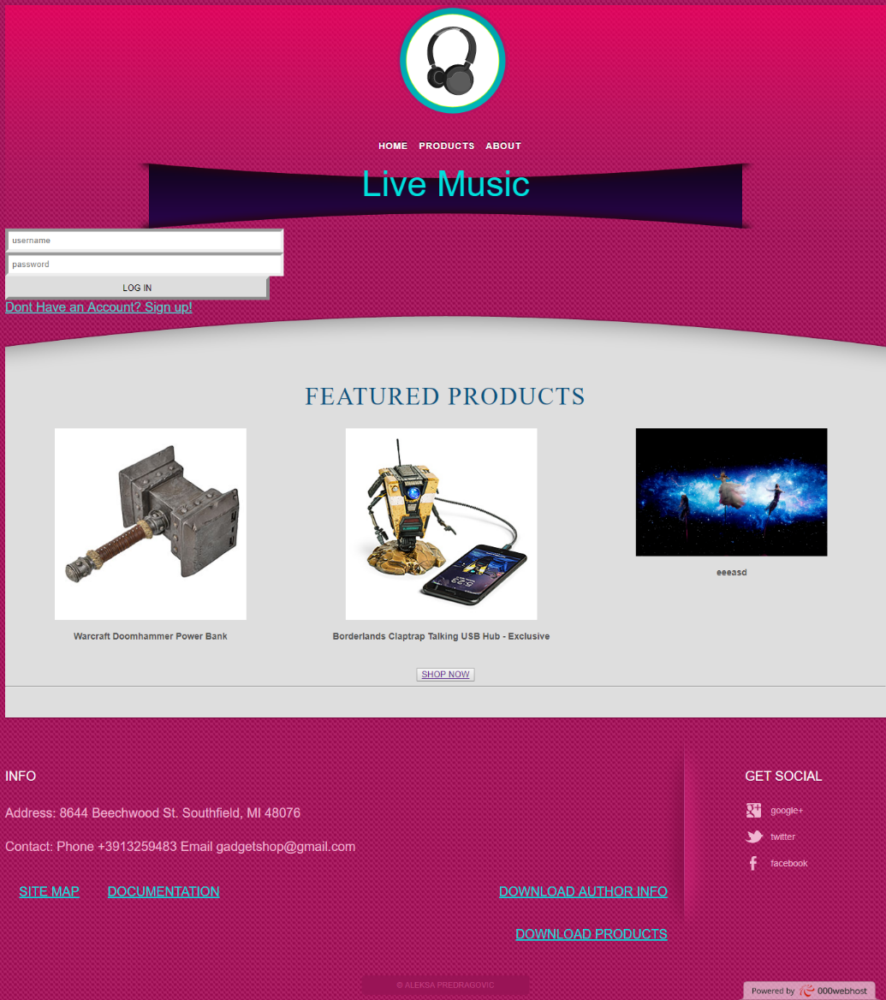 HOME PRODUCTS ABOUT
Live Music
username
password
LOG IN
Dont Have an Account? Sign up!
FEATURED PRODUCTS
Warcraft Doomhammer Power Bank
Borderlands Claptrap Talking USB Hub - Exclusive
eeeasd
SHOP NOW
INFO
Address: 8644 Beechwood St. Southfield, MI 48076
Contact: Phone +3913259483 Email gadgetshop@gmail.com
SITE MAP DOCUMENTATION
DOWNLOAD AUTHOR INFO
DOWNLOAD PRODUCTS
GET SOCIAL
google+
twitter
facebook
© ALEKSA PREDRAGOVIC
Powered by 000webhost